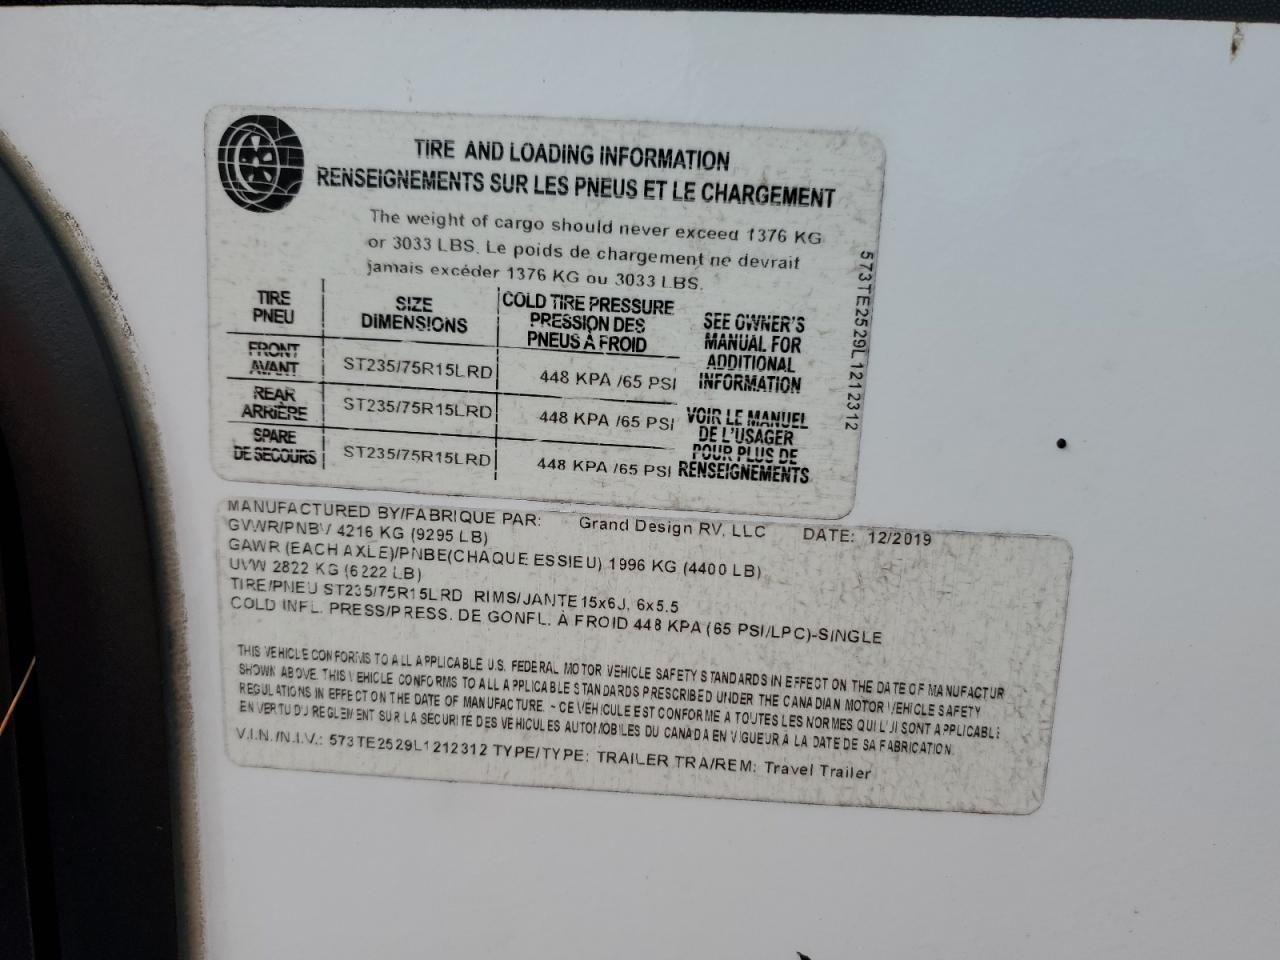 TIRE AND LOADING INFORMATION
RENSEIGNEMENTS SUR LES PNEUS ET LE CHARGEMENT
The weight of cargo should never exceed 1376 KG
or 3033 LBS. Le poids de chargement ne devrait
jamais excéder 1376 KG ou 3033 LBS.
TIRE
PNEU
SIZE
DIMENSIONS
COLD TIRE PRESSURE
PRESSION DES
PNEUS À FROID
FRONT
AVANT
ST235/75R15LRD
448 KPA /65 PSI
REAR
ARRIÈRE
ST235/75R15LRD
448 KPA /65 PSI
SPARE
DE SECOURS
ST235/75R15LRD
448 KPA /65 PSI
SEE OWNER'S
MANUAL FOR
ADDITIONAL
INFORMATION
VOIR LE MANUEL
DE L'USAGER
POUR PLUS DE
RENSEIGNEMENTS
573TE2529L1212312
MANUFACTURED BY/FABRIQUE PAR: Grand Design RV, LLC DATE: 12/2019
GVWR/PNBV 4216 KG (9295 LB)
GAWR (EACH AXLE)/PNBE(CHAQUE ESSIEU) 1996 KG (4400 LB)
UVW 2822 KG (6222 LB)
TIRE/PNEU ST235/75R15LRD RIMS/JANTE 15x6J, 6x5.5
COLD INFL. PRESS/PRESS. DE GONFL. À FROID 448 KPA (65 PSI/LPC)-SINGLE
THIS VEHICLE CONFORMS TO ALL APPLICABLE U.S. FEDERAL MOTOR VEHICLE SAFETY STANDARDS IN EFFECT ON THE DATE OF MANUFACTUR
SHOWN ABOVE. THIS VEHICLE CONFORMS TO ALL APPLICABLE STANDARDS PRESCRIBED UNDER THE CANADIAN MOTOR VEHICLE SAFETY
REGULATIONS IN EFFECT ON THE DATE OF MANUFACTURE. - CE VÉHICULE EST CONFORME A TOUTES LES NORMES QUI LUI SONT APPLICABLE
EN VERTU DU REGLEMENT SUR LA SÉCURITÉ DES VÉHICULES AUTOMOBILES DU CANADA EN VIGUEUR À LA DATE DE SA FABRICATION.
V.I.N./N.I.V.: 573TE2529L1212312 TYPE/TYPE: TRAILER TRA/REM: Travel Trailer